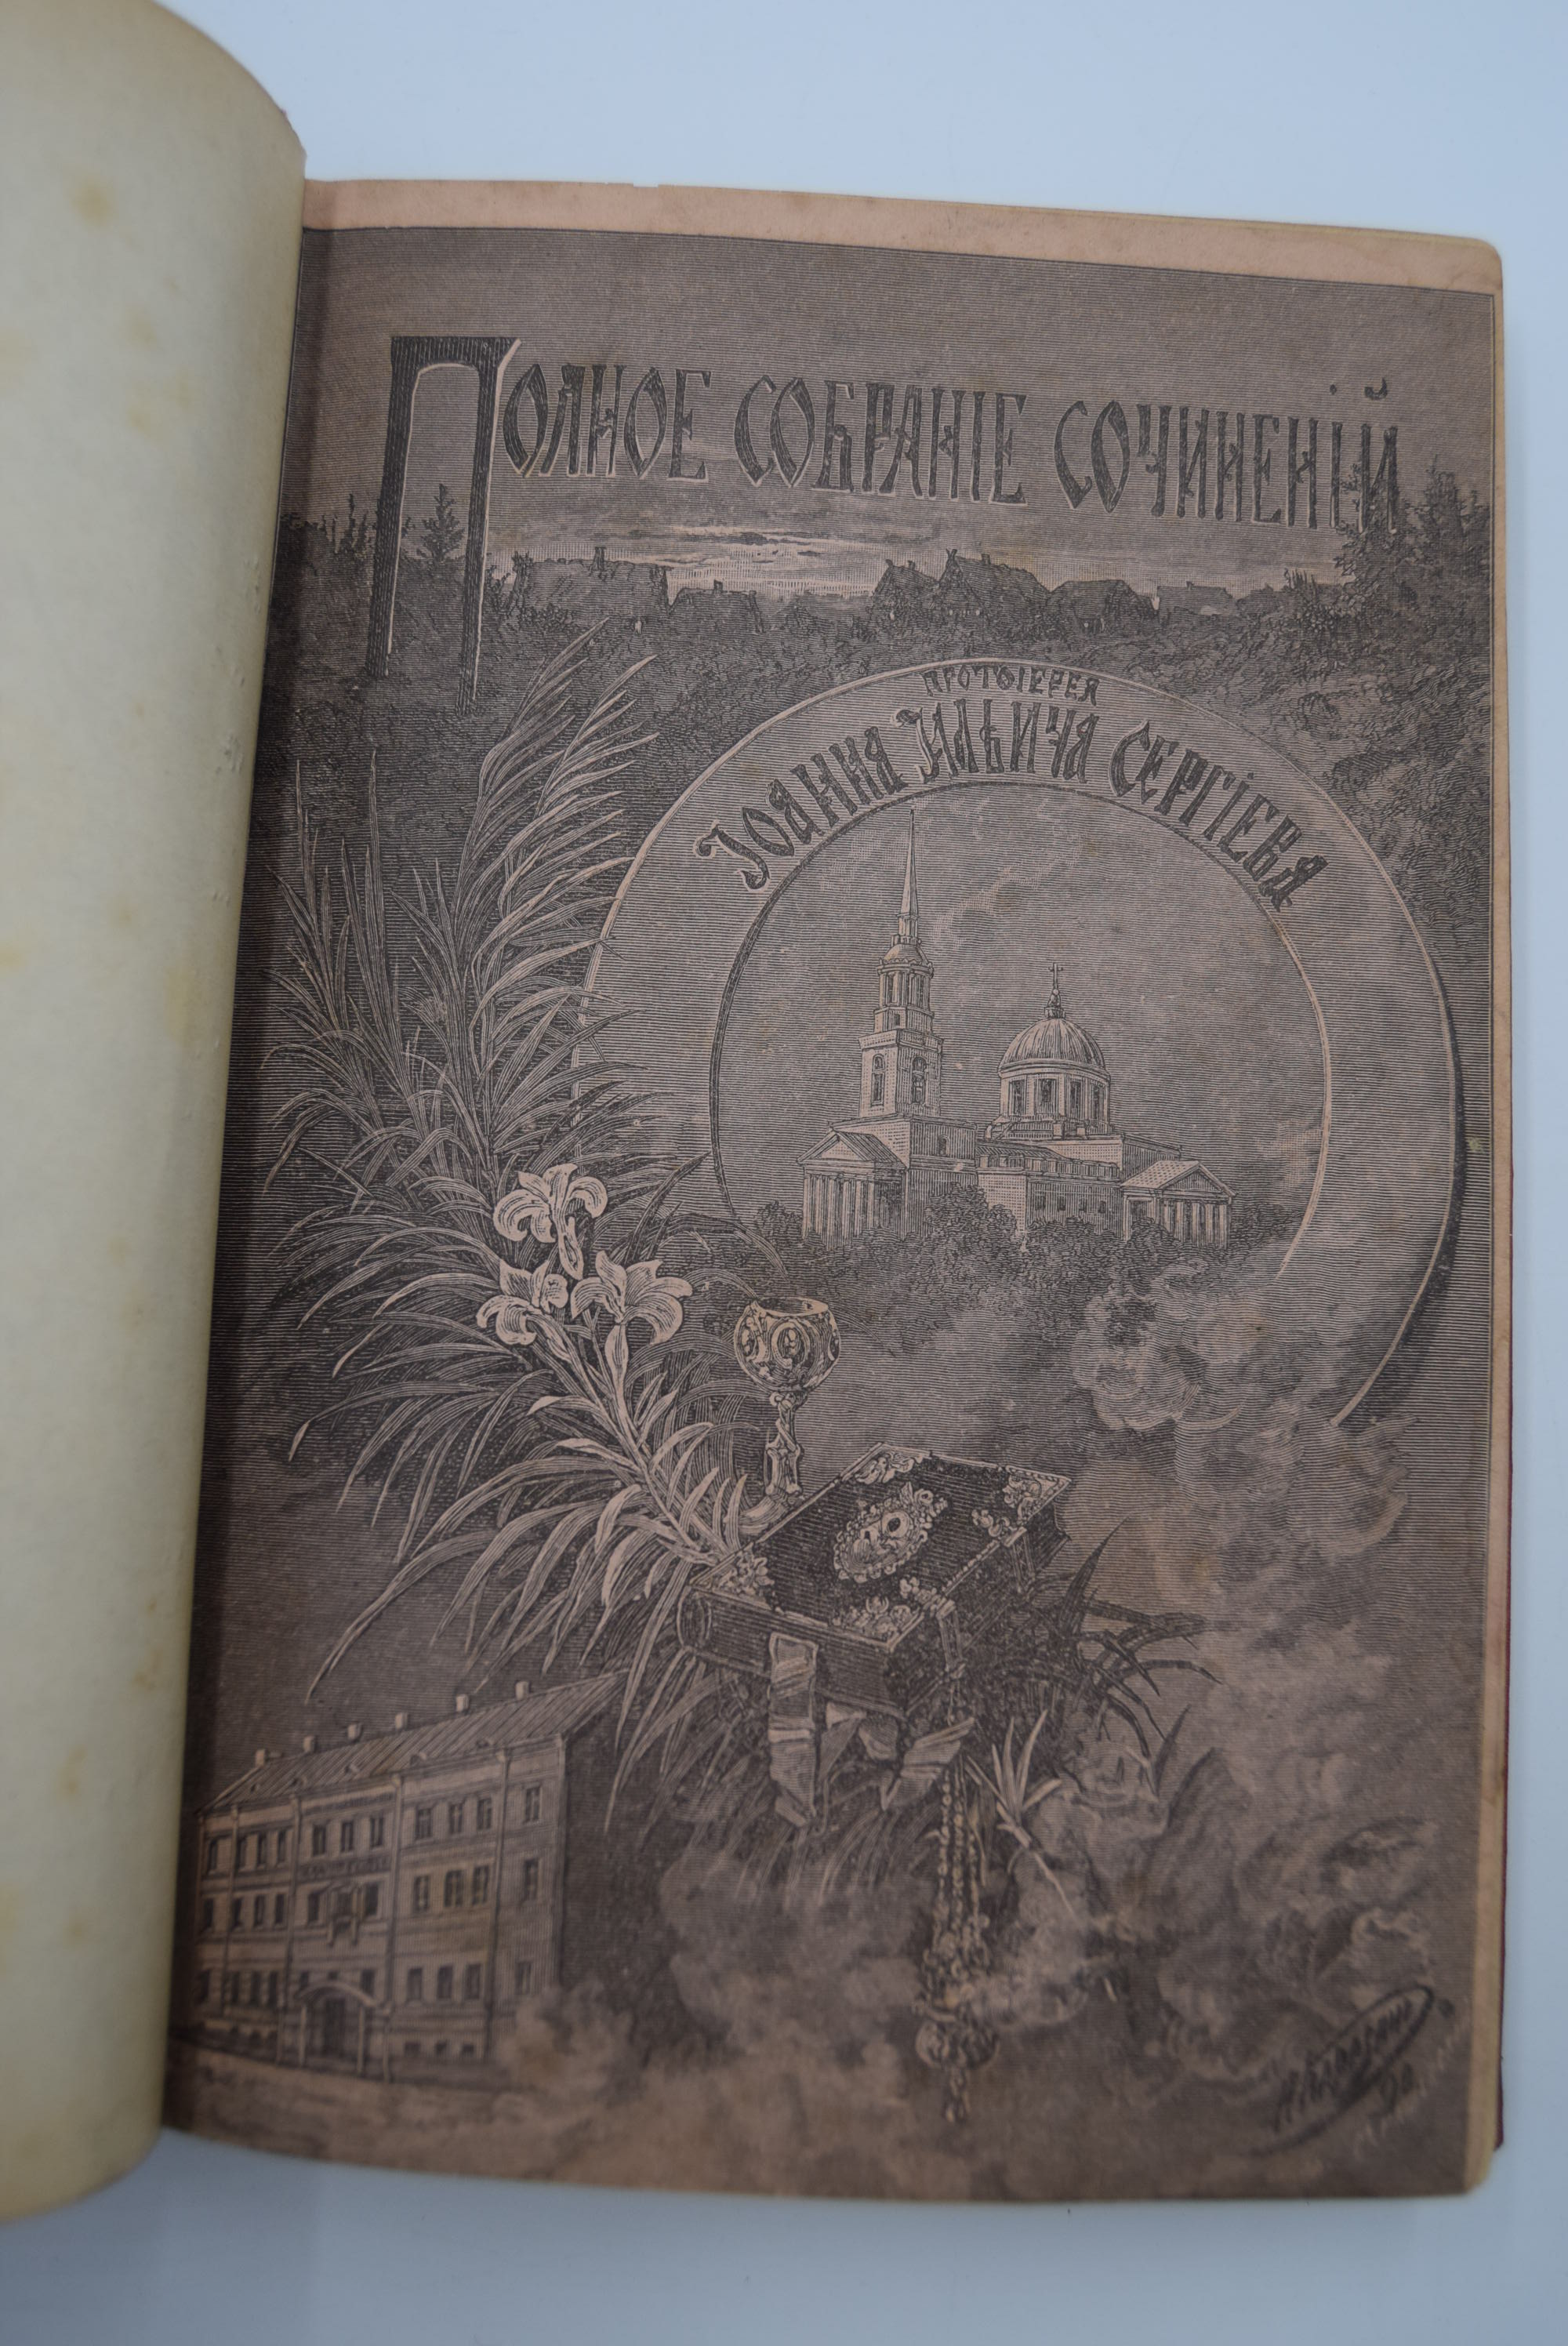 Полное собраніе сочиненій
протоіерея
Іоанна Ильича Сергіева